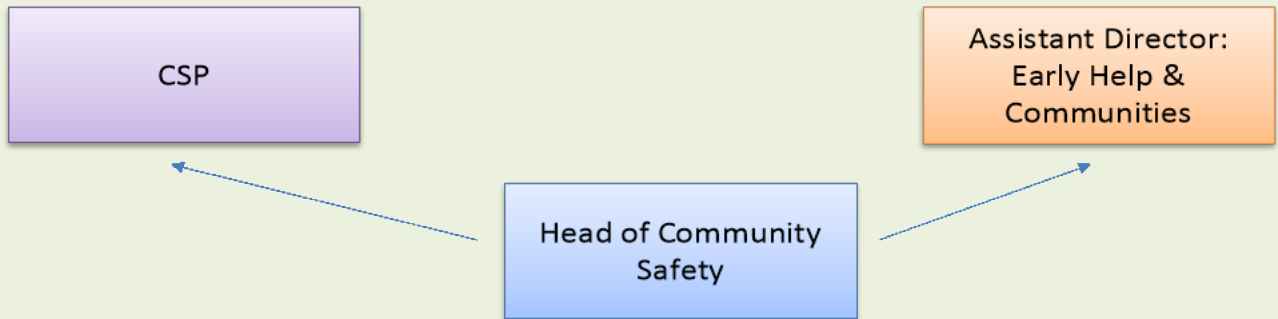 CSP
Assistant Director:
Early Help &
Communities
Head of Community
Safety